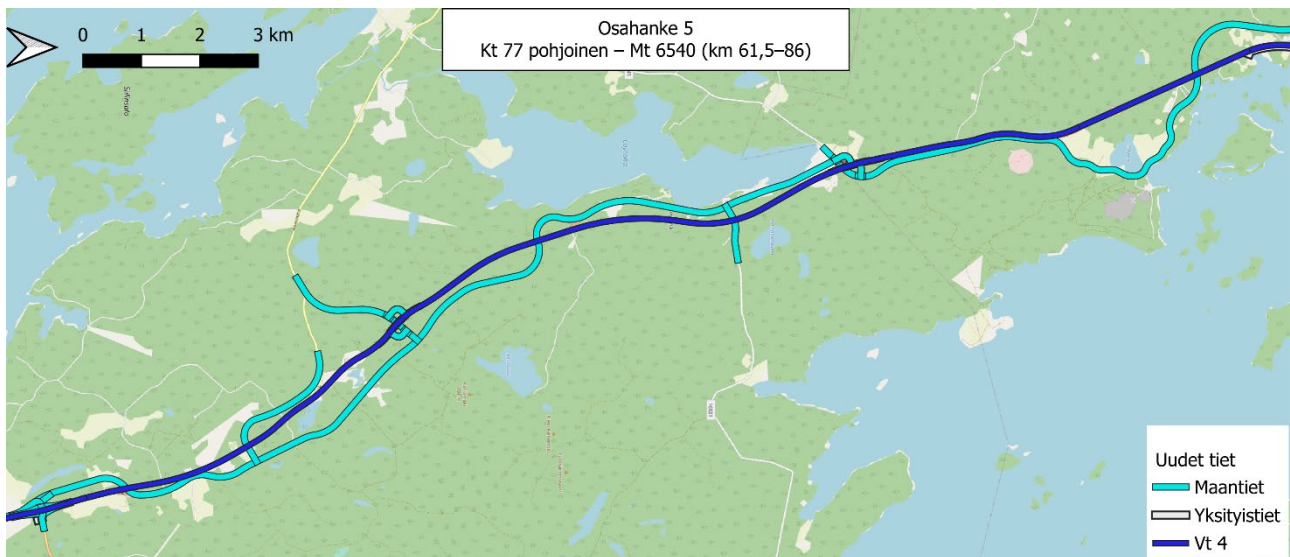 0 1 2 3 km
Osahanke 5
Kt 77 pohjoinen – Mt 6540 (km 61,5–86)
Uudet tiet
Maantiet
Yksityistiet
Vt 4